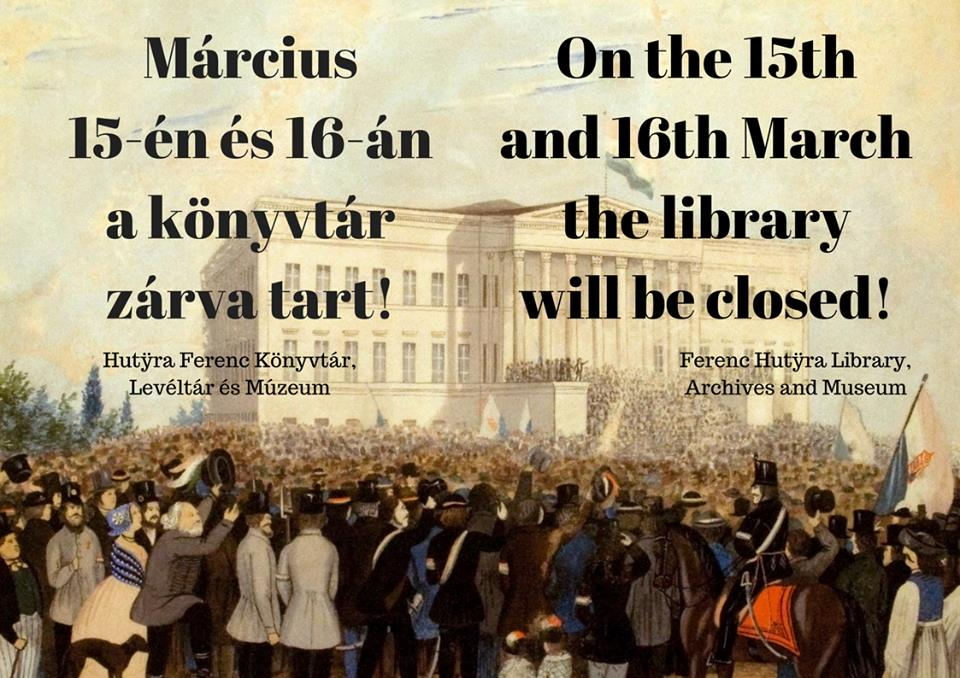 Március
15-én és 16-án
a könyvtár
zárva tart!
Hutÿra Ferenc Könyvtár,
Levéltár és Múzeum
On the 15th
and 16th March
the library
will be closed!
Ferenc Hutÿra Library,
Archives and Museum